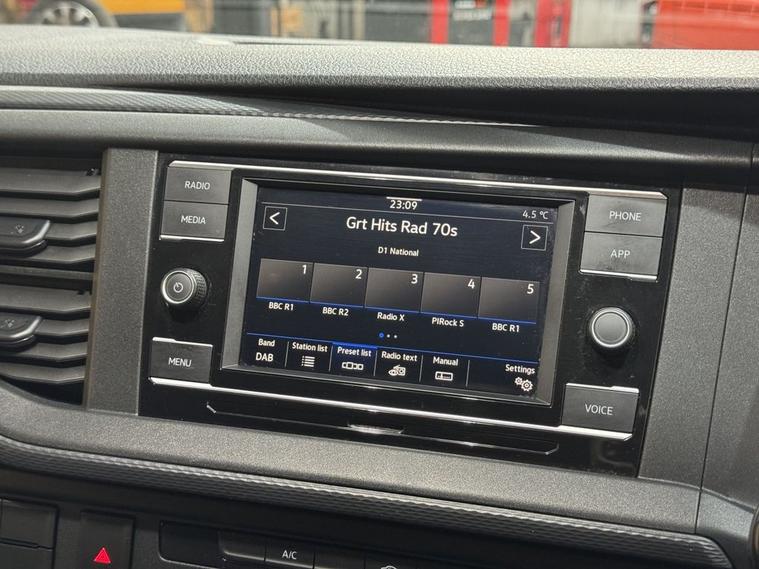 RADIO
MEDIA
MENU
23:09
4.5 °C
<
Grt Hits Rad 70s
>
D1 National
1 2 3 4 5
BBC R1 BBC R2 Radio X PlRock S BBC R1
Band Station list Preset list Radio text Manual Settings
DAB
PHONE
APP
VOICE
A/C